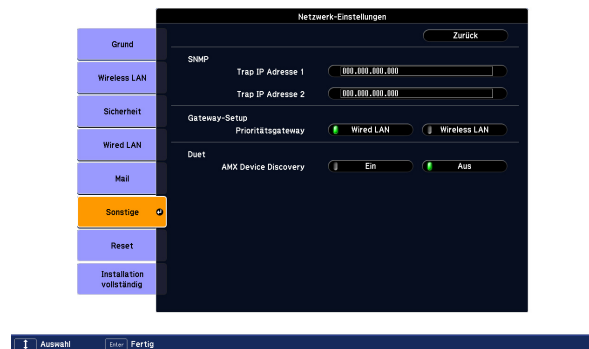 Netzwerk-Einstellungen
Zurück
Grund
Wireless LAN
Sicherheit
Wired LAN
Mail
Sonstige
Reset
Installation
vollständig
SNMP
Trap IP Adresse 1 000.000.000.000
Trap IP Adresse 2 000.000.000.000
Gateway-Setup
Prioritätsgateway Wired LAN Wireless LAN
Duet
AMX Device Discovery Ein Aus
Auswahl Enter Fertig